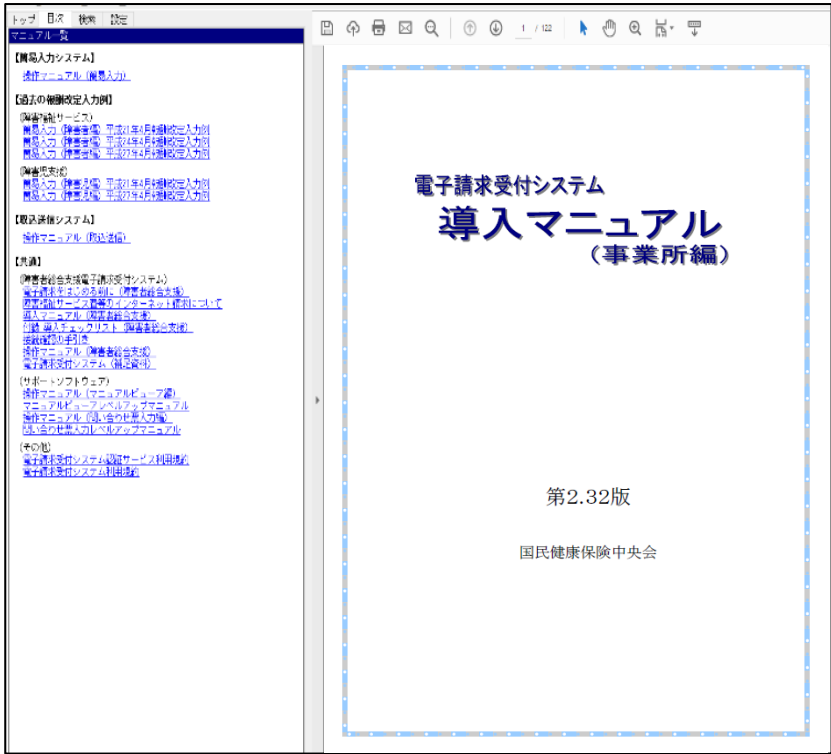 トップ 目次 検索 設定
マニュアル一覧
【簡易入力システム】
操作マニュアル（簡易入力）
【過去の報酬改定入力例】
(障害福祉サービス)
簡易入力（障害者編）平成21年4月報酬改定入力例
簡易入力（障害者編）平成24年4月報酬改定入力例
簡易入力（障害者編）平成27年4月報酬改定入力例
(障害児支援)
簡易入力（障害児編）平成21年4月報酬改定入力例
簡易入力（障害児編）平成27年4月報酬改定入力例
【取込送信システム】
操作マニュアル（取込送信）
【共通】
(障害者総合支援電子請求受付システム)
電子請求をはじめる前に（障害者総合支援）
障害福祉サービス費等のインターネット請求について
導入マニュアル（障害者総合支援）
付録 導入チェックリスト（障害者総合支援）
接続確認の手引き
操作マニュアル（障害者総合支援）
電子請求受付システム（補足資料）
(サポートソフトウェア)
操作マニュアル（マニュアルビューア編）
マニュアルビューアレベルアップマニュアル
操作マニュアル（問い合わせ票入力編）
問い合わせ票入力レベルアップマニュアル
(その他)
電子請求受付システム認証サービス利用規約
電子請求受付システム利用規約
1 / 122
電子請求受付システム
導入マニュアル
（事業所編）
第2.32版
国民健康保険中央会